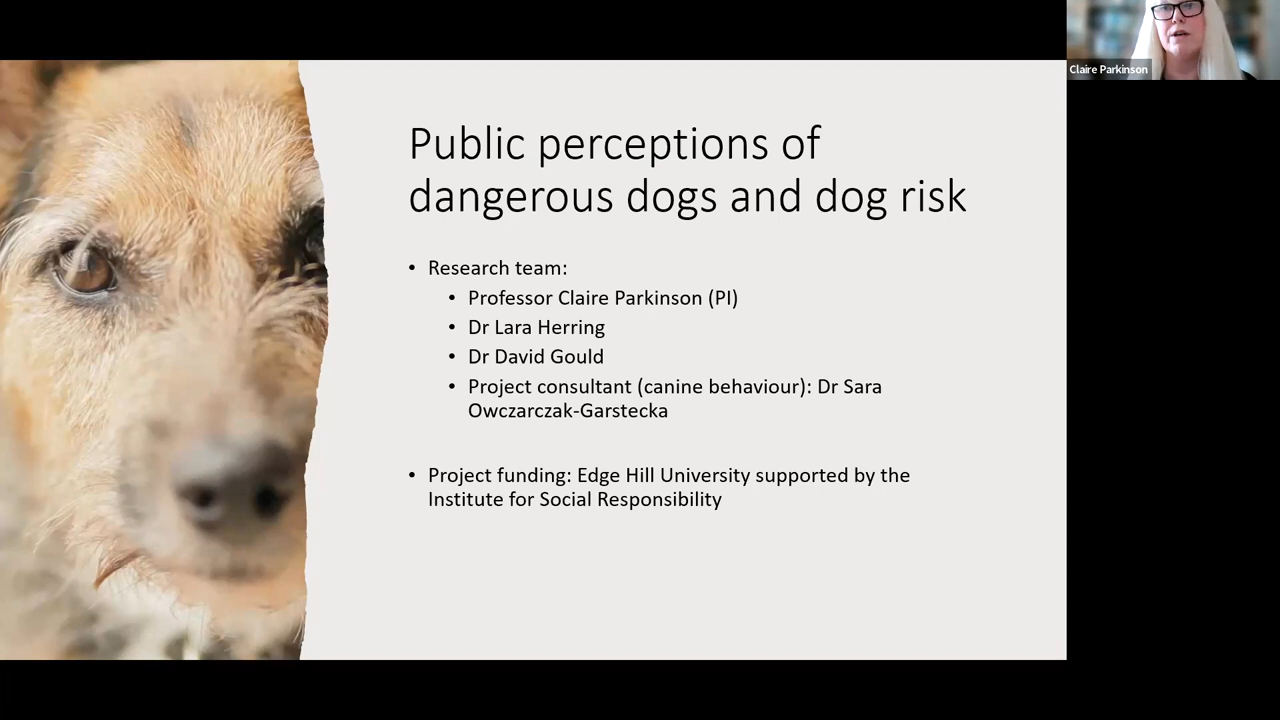 Claire Parkinson
Public perceptions of
dangerous dogs and dog risk
• Research team:
• Professor Claire Parkinson (PI)
• Dr Lara Herring
• Dr David Gould
• Project consultant (canine behaviour): Dr Sara
Owczarczak-Garstecka
• Project funding: Edge Hill University supported by the
Institute for Social Responsibility